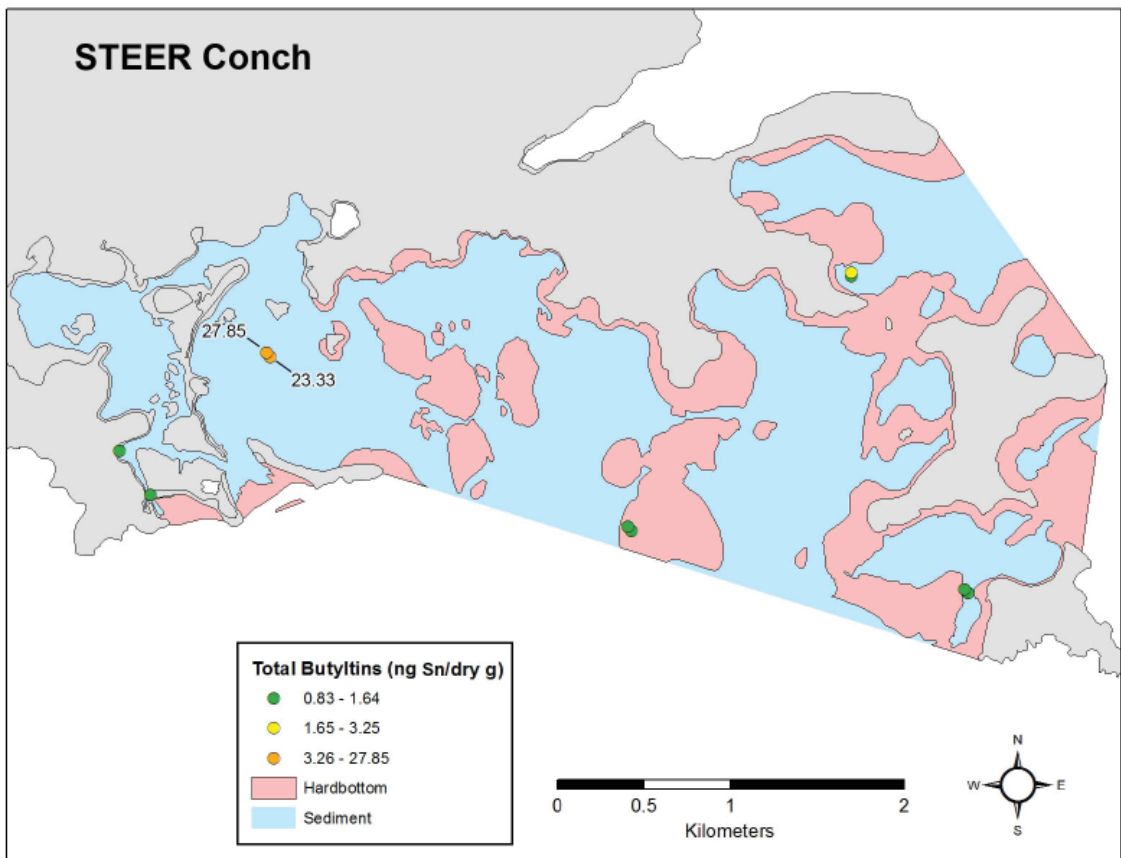 STEER Conch
27.85
23.33
Total Butyltins (ng Sn/dry g)
0.83 - 1.64
1.65 - 3.25
3.26 - 27.85
Hardbottom
Sediment
0 0.5 1 2
Kilometers
N
W E
S